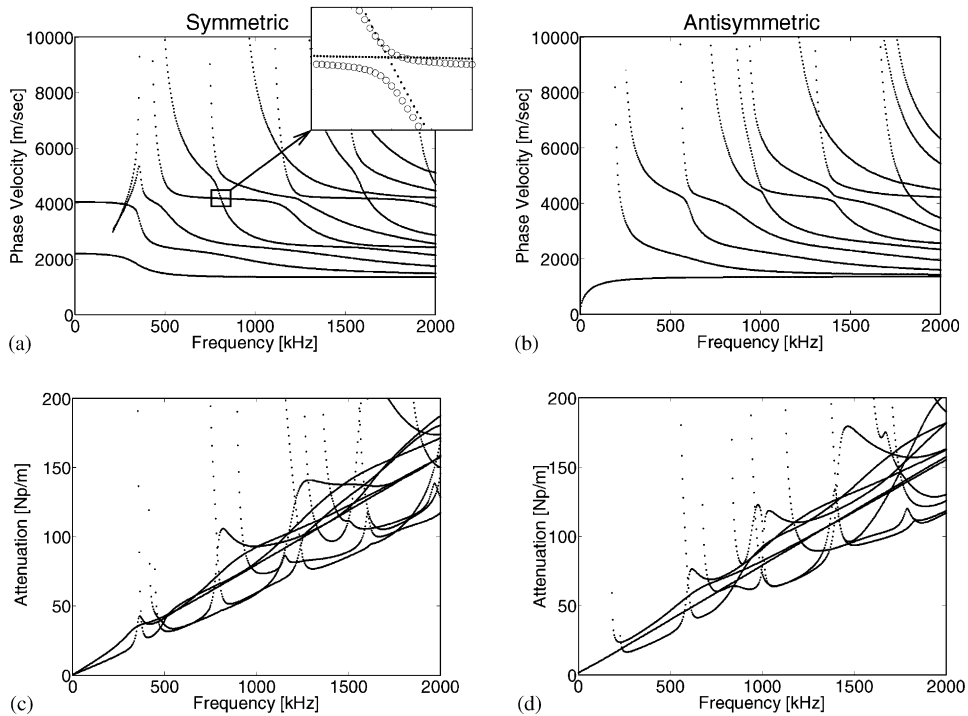 Symmetric
Antisymmetric
10000
8000
6000
4000
2000
0
Phase Velocity [m/sec]
0 500 1000 1500 2000
Frequency [kHz]
(a)
10000
8000
6000
4000
2000
0
Phase Velocity [m/sec]
0 500 1000 1500 2000
Frequency [kHz]
(b)
200
150
100
50
0
Attenuation [Np/m]
0 500 1000 1500 2000
Frequency [kHz]
(c)
200
150
100
50
0
Attenuation [Np/m]
0 500 1000 1500 2000
Frequency [kHz]
(d)